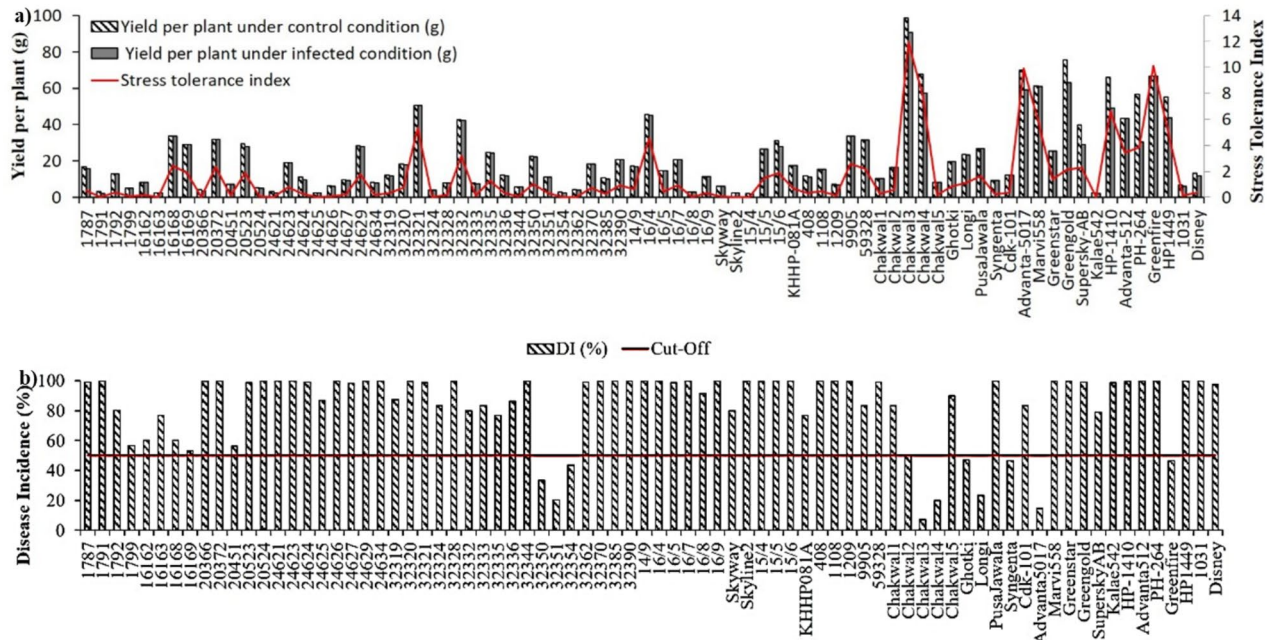 a)
Yield per plant (g)
100
80
60
40
20
0
Yield per plant under control condition (g)
Yield per plant under infected condition (g)
Stress tolerance index
14
12
10
8
6
4
2
0
Stress Tolerance Index
1787 1791 1792 1799 16162 16163 16168 16169 20366 20372 20451 20523 20524 24621 24623 24624 24625 24626 24627 24629 24634 32319 32320 32321 32324 32328 32332 32333 32335 32336 32344 32350 32351 32354 32362 32370 32385 32390 14/9 16/4 16/5 16/7 16/8 16/9 Skyway Skyline2 15/4 15/5 15/6 KHHP-081A 408 1108 1209 9905 59328 Chakwal1 Chakwal2 Chakwal3 Chakwal4 Chakwal5 Ghotki Longi PusaJawala Syngenta Cdk-101 Advanta-5017 Marvi558 Greenstar Greengold Supersky-AB Kalae542 HP-1410 Advanta-512 PH-264 Greenfire HP1449 1031 Disney
DI (%) Cut-Off
b)
Disease Incidence (%)
100
80
60
40
20
0
1787 1791 1792 1799 16162 16163 16168 16169 20366 20372 20451 20523 20524 24621 24623 24624 24625 24626 24627 24629 24634 32319 32320 32321 32324 32328 32332 32333 32335 32336 32344 32350 32351 32354 32362 32370 32385 32390 14/9 16/4 16/5 16/7 16/8 16/9 Skyway Skyline2 15/4 15/5 15/6 KHHP081A 408 1108 1209 9905 59328 Chakwal1 Chakwal2 Chakwal3 Chakwal4 Chakwal5 Ghotki Longi PusaJawala Syngenta Cdk-101 Advanta5017 Marvi558 Greenstar Greengold SuperskyAB Kalae542 HP-1410 Advanta512 PH-264 Greenfire HP1449 1031 Disney